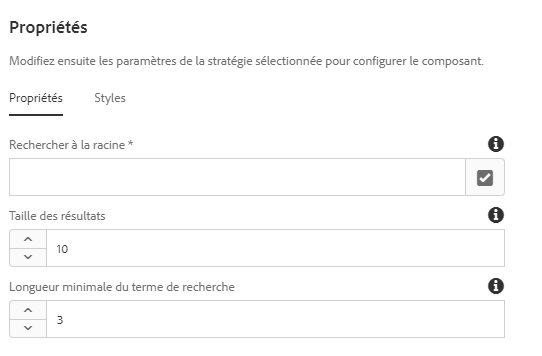 Propriétés
Modifiez ensuite les paramètres de la stratégie sélectionnée pour configurer le composant.
Propriétés Styles
Rechercher à la racine *
Taille des résultats
10
Longueur minimale du terme de recherche
3